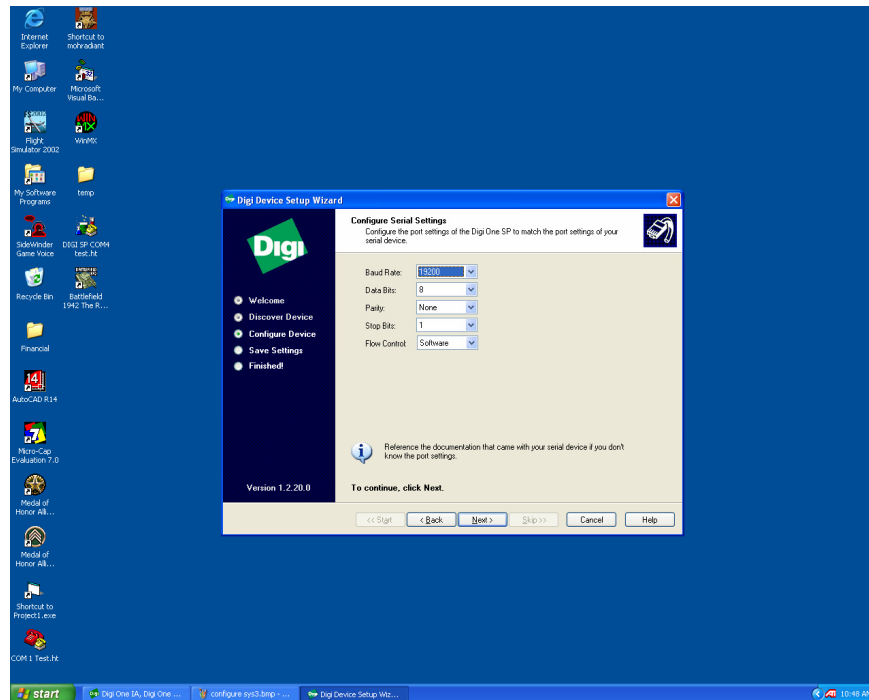 Internet
Explorer
Shortcut to
mohradiant
My Computer
Microsoft
Visual Ba...
Flight
Simulator 2002
WinMX
My Software
Programs
temp
SideWinder
Game Voice
DIGI SP COM4
test.ht
Recycle Bin
Battlefield
1942 The R...
Financial
AutoCAD R14
Micro-Cap
Evaluation 7.0
Medal of
Honor Alli...
Medal of
Honor Alli...
Shortcut to
Project1.exe
COM 1 Test.ht
Digi Device Setup Wizard
Digi
Welcome
Discover Device
Configure Device
Save Settings
Finished!
Version 1.2.20.0
Configure Serial Settings
Configure the port settings of the Digi One SP to match the port settings of your
serial device.
Baud Rate: 19200
Data Bits: 8
Parity: None
Stop Bits: 1
Flow Control: Software
Reference the documentation that came with your serial device if you don't
know the port settings.
To continue, click Next.
<< Start < Back Next > Skip >> Cancel Help
start Digi One IA, Digi One ... configure sys3.bmp - ... Digi Device Setup Wiz... 10:48 AM